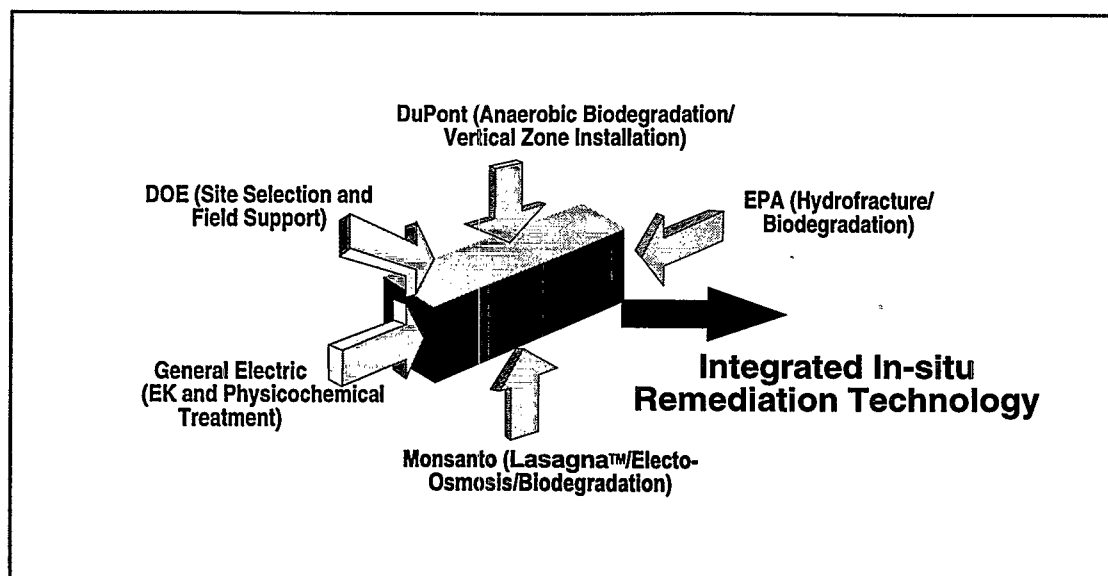 DuPont (Anaerobic Biodegradation/
Vertical Zone Installation)
DOE (Site Selection and
Field Support)
EPA (Hydrofracture/
Biodegradation)
General Electric
(EK and Physicochemical
Treatment)
Integrated In-situ
Remediation Technology
Monsanto (Lasagna™/Electo-
Osmosis/Biodegradation)